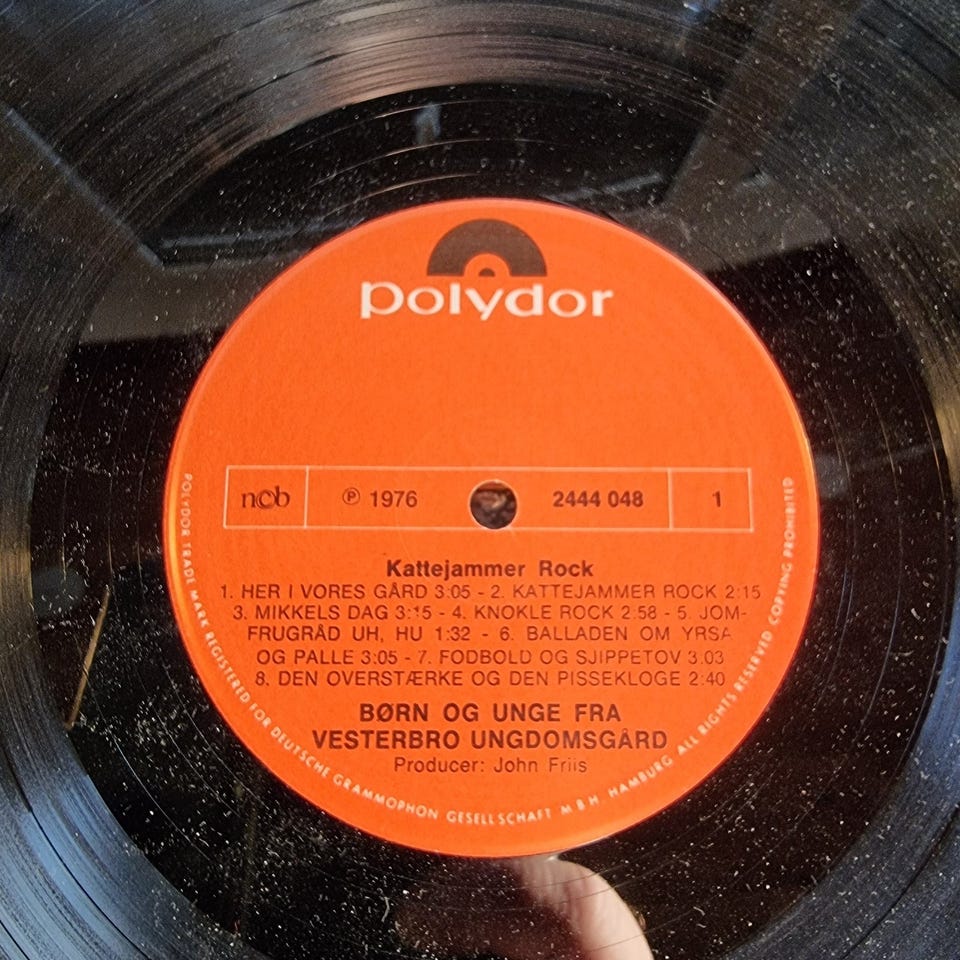 polydor
ncb ℗ 1976 2444 048 1
Kattejammer Rock
1. HER I VORES GÅRD 3:05 - 2. KATTEJAMMER ROCK 2:15
3. MIKKELS DAG 3:15 - 4. KNOKLE ROCK 2:58 - 5. JOM-
FRUGRÅD UH, HU 1:32 - 6. BALLADEN OM YRSA
OG PALLE 3:05 - 7. FODBOLD OG SJIPPETOV 3.03
8. DEN OVERSTÆRKE OG DEN PISSEKLOGE 2:40
BØRN OG UNGE FRA
VESTERBRO UNGDOMSGÅRD
Producer: John Friis
POLYDOR TRADE MARK REGISTERED FOR DEUTSCHE GRAMMOPHON GESELLSCHAFT M B H. HAMBURG ALL RIGHTS RESERVED COPYING PROHIBITED